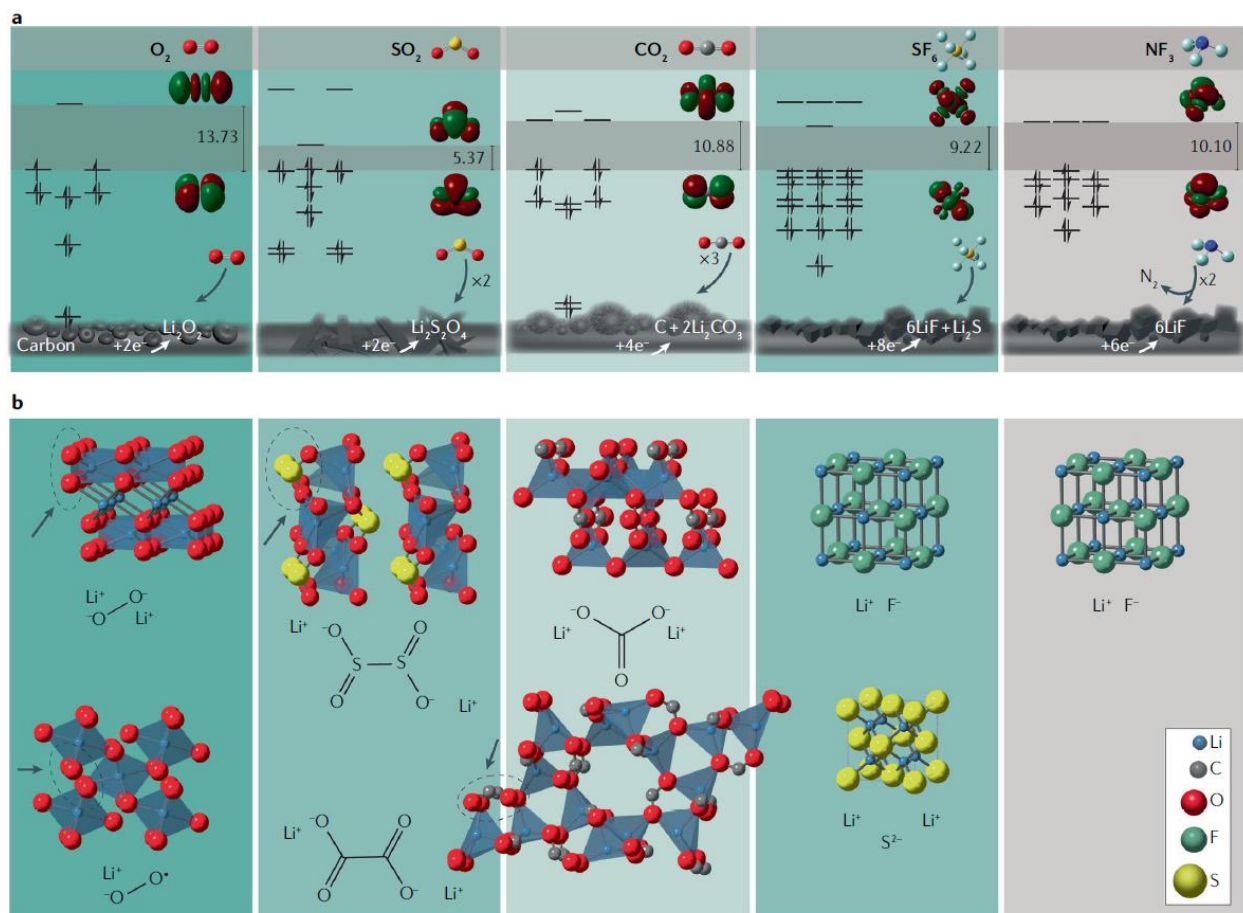 a
O₂
SO₂
CO₂
SF₆
NF₃
13.73
5.37
10.88
9.22
10.10
×2
×3
N₂
×2
Carbon
Li₂O₂
+2e⁻
Li₂S₂O₄
+2e⁻
C + 2Li₂CO₃
+4e⁻
6LiF + Li₂S
+8e⁻
6LiF
+6e⁻
b
Li⁺
O⁻
⁻O
Li⁺
Li⁺
⁻O
O
S
S
O
O⁻
Li⁺
⁻O
O⁻
Li⁺
Li⁺
O
Li⁺ F⁻
Li⁺ F⁻
Li⁺
⁻O
O•
Li⁺
⁻O
O
O
O⁻
Li⁺
Li⁺
Li⁺
S²⁻
Li
C
O
F
S